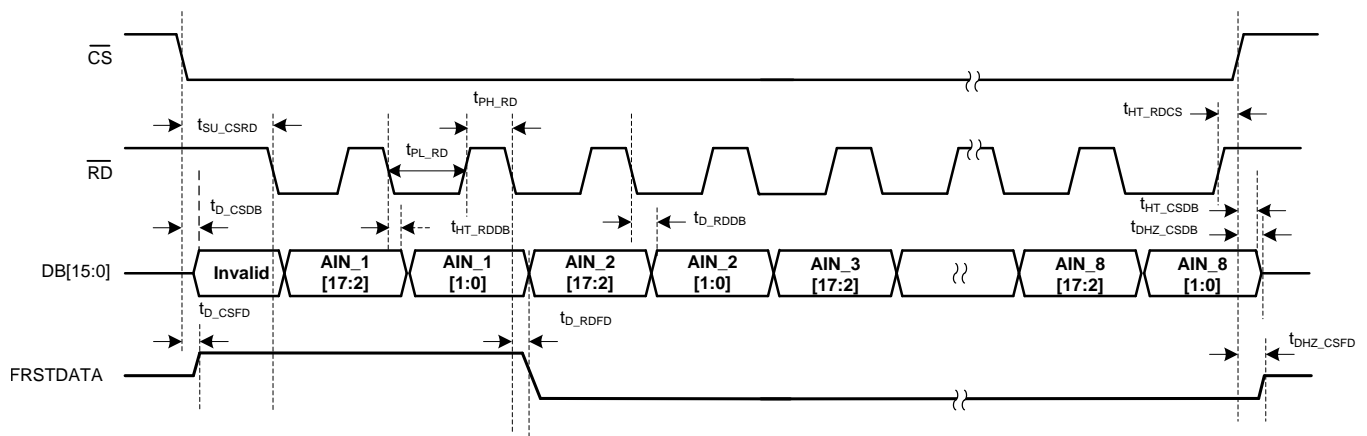 CS
t_PH_RD
t_SU_CSRD
t_HT_RDCS
t_PL_RD
RD
t_D_CSDB
t_HT_RDDB
t_D_RDDB
t_HT_CSDB
t_DHZ_CSDB
DB[15:0]
Invalid
AIN_1
[17:2]
AIN_1
[1:0]
AIN_2
[17:2]
AIN_2
[1:0]
AIN_3
[17:2]
AIN_8
[17:2]
AIN_8
[1:0]
t_D_CSFD
t_D_RDFD
t_DHZ_CSFD
FRSTDATA